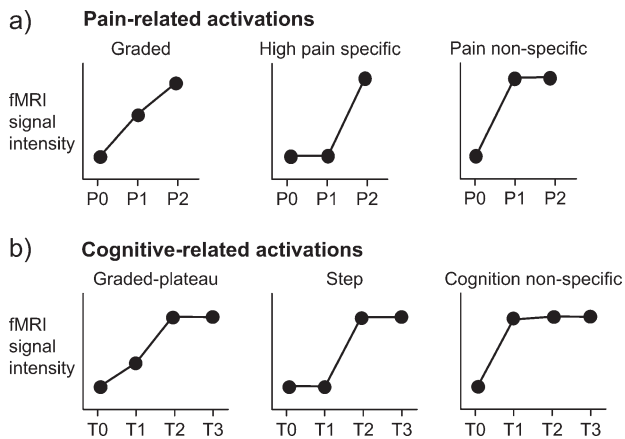 a) Pain-related activations
Graded High pain specific Pain non-specific
fMRI
signal
intensity
P0 P1 P2 P0 P1 P2 P0 P1 P2
b) Cognitive-related activations
Graded-plateau Step Cognition non-specific
fMRI
signal
intensity
T0 T1 T2 T3 T0 T1 T2 T3 T0 T1 T2 T3